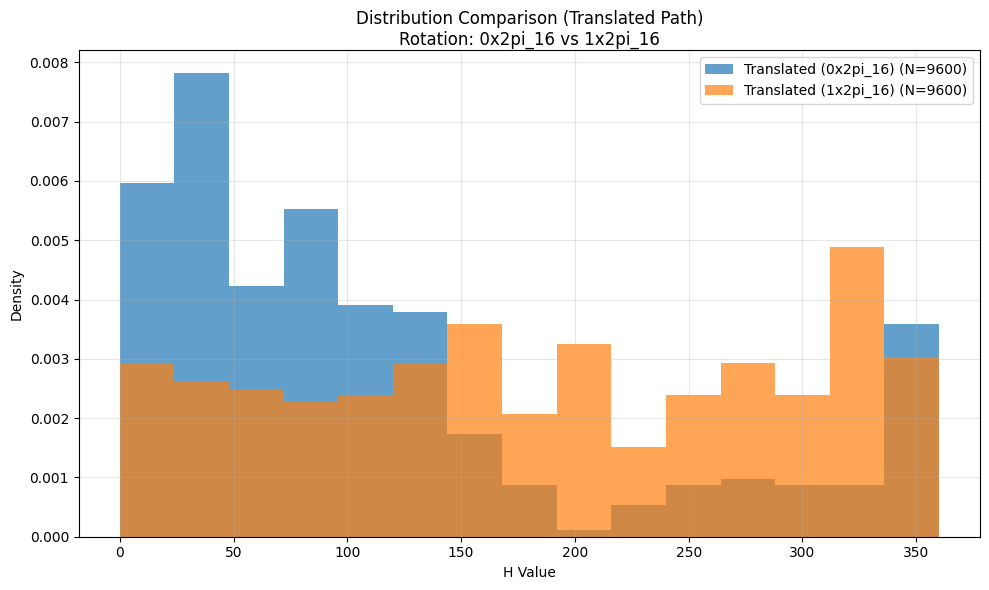 Distribution Comparison (Translated Path)
Rotation: 0x2pi_16 vs 1x2pi_16
Translated (0x2pi_16) (N=9600)
Translated (1x2pi_16) (N=9600)
Density
0.008
0.007
0.006
0.005
0.004
0.003
0.002
0.001
0.000
0 50 100 150 200 250 300 350
H Value